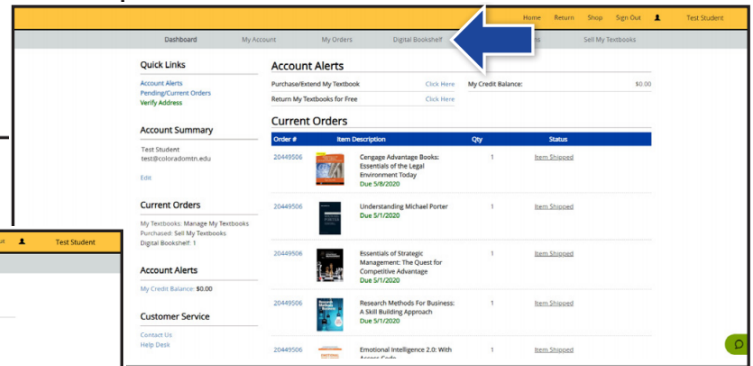 Home Return Shop Sign Out Test Student
Dashboard My Account My Orders Digital Bookshelf Sell My Textbooks
Quick Links
Account Alerts
Pending/Current Orders
Verify Address
Account Summary
Test Student
test@coloradomtn.edu
Edit
Current Orders
My Textbooks: Manage My Textbooks
Purchased: Sell My Textbooks
Digital Bookshelf: 1
Account Alerts
My Credit Balance: $0.00
Customer Service
Contact Us
Help Desk
Account Alerts
Purchase/Extend My Textbook Click Here My Credit Balance: $0.00
Return My Textbooks for Free Click Here
Current Orders
Order # Item Description Qty Status
20449506 Cengage Advantage Books: 1 Item Shipped
Essentials of the Legal
Environment Today
Due 5/8/2020
20449506 Understanding Michael Porter 1 Item Shipped
Due 5/1/2020
20449506 Essentials of Strategic 1 Item Shipped
Management: The Quest for
Competitive Advantage
Due 5/1/2020
20449506 Research Methods For Business: 1 Item Shipped
A Skill Building Approach
Due 5/1/2020
20449506 Emotional Intelligence 2.0: With 1 Item Shipped
Access Code
Test Student